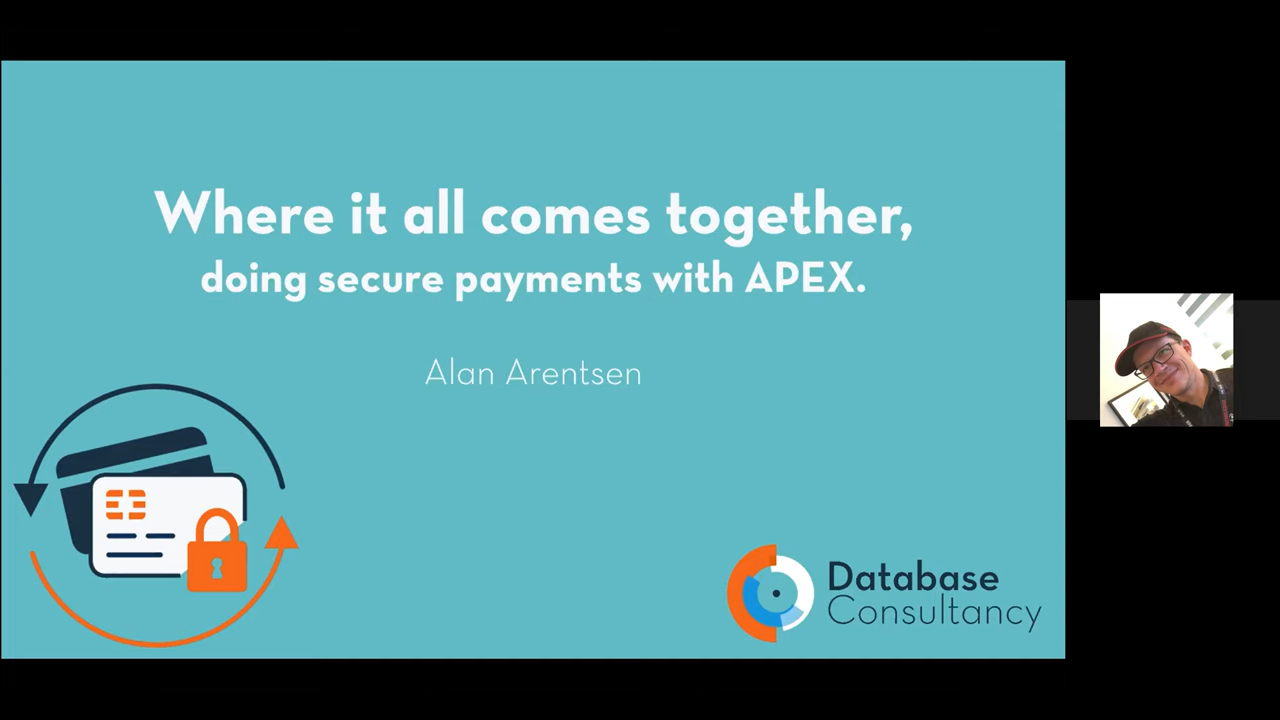 Where it all comes together,
doing secure payments with APEX.
Alan Arentsen
Database
Consultancy